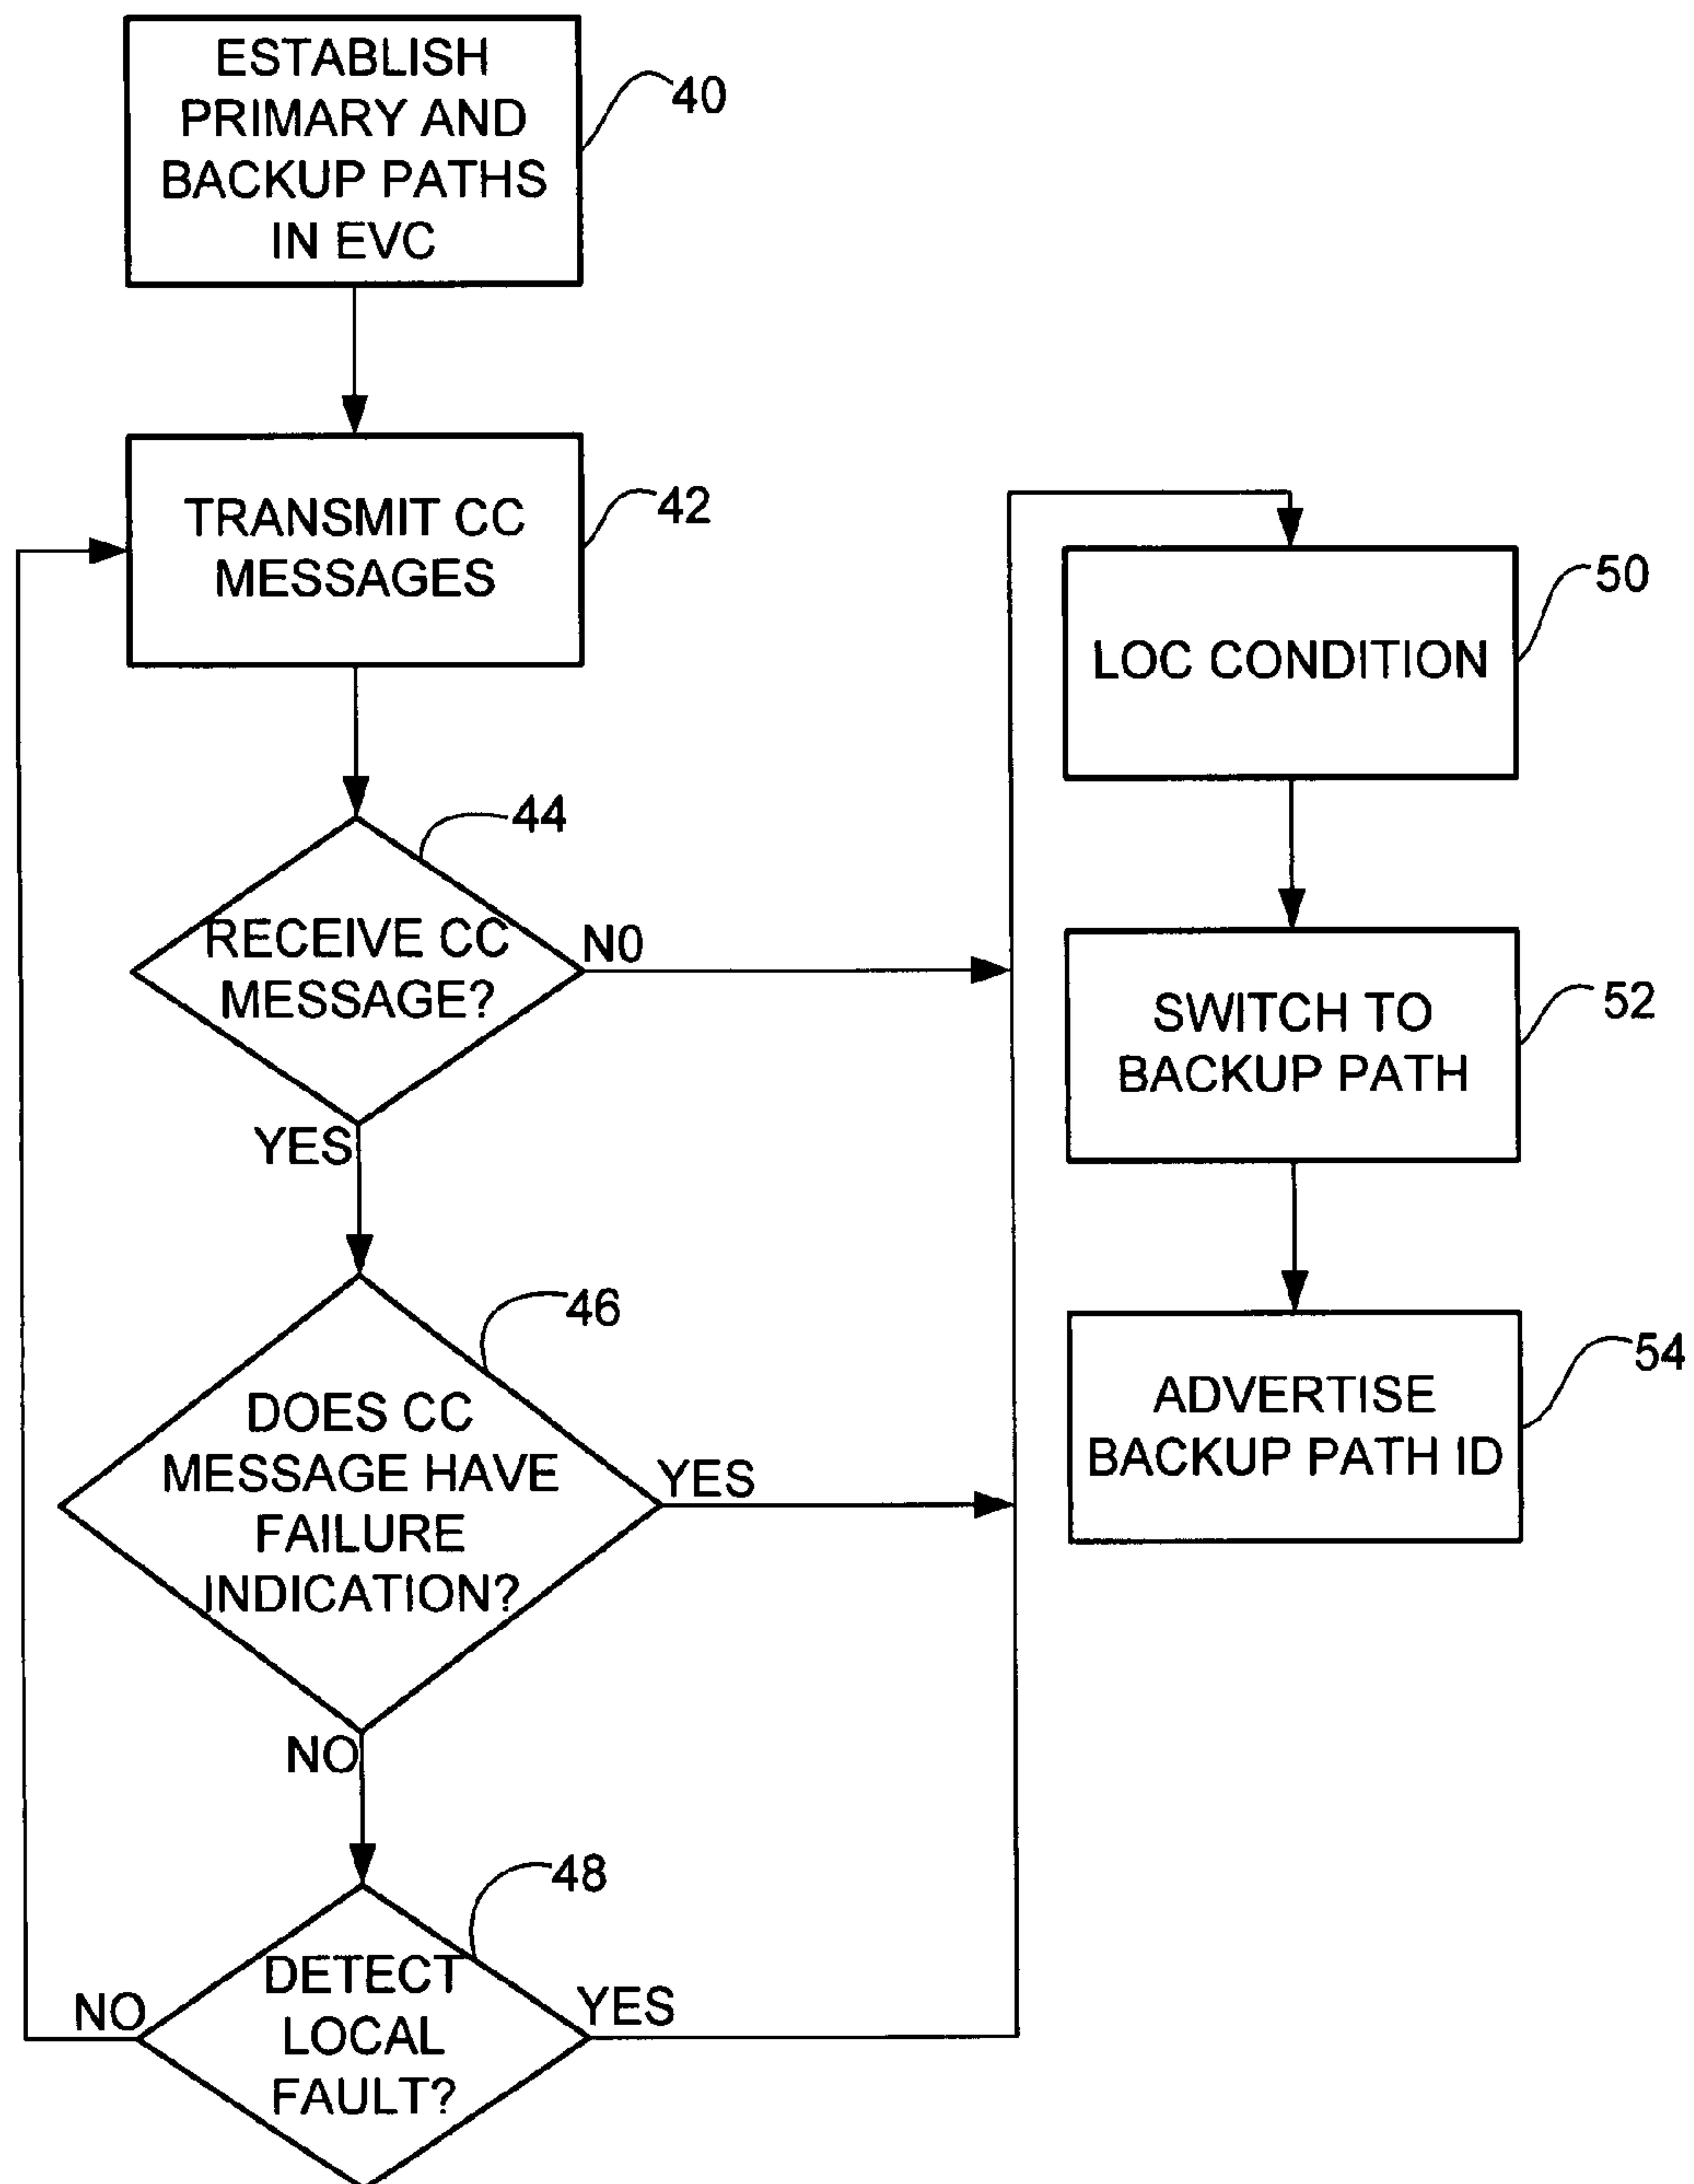 ESTABLISH
PRIMARY AND
BACKUP PATHS
IN EVC
40
TRANSMIT CC
MESSAGES
42
RECEIVE CC
MESSAGE?
44
N0
YES
DOES CC
MESSAGE HAVE
FAILURE
INDICATION?
46
YES
NO
DETECT
LOCAL
FAULT?
48
NO
YES
LOC CONDITION
50
SWITCH TO
BACKUP PATH
52
ADVERTISE
BACKUP PATH ID
54